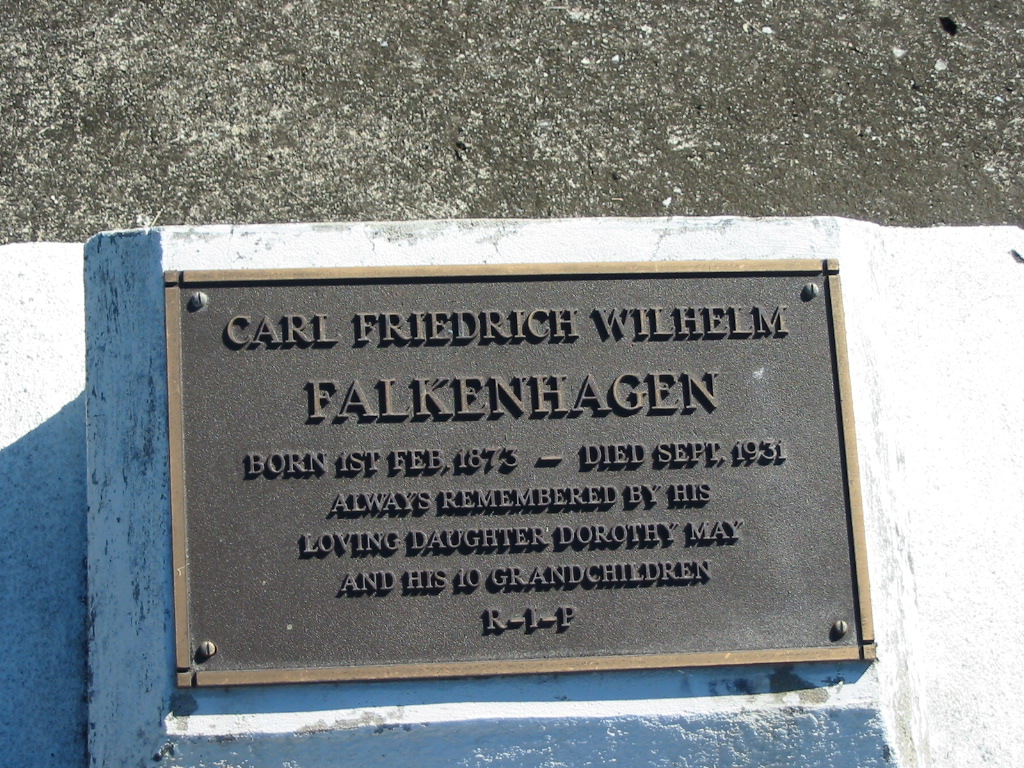 CARL FRIEDRICH WILHELM
FALKENHAGEN
BORN 1ST FEB, 1873 — DIED SEPT, 1931
ALWAYS REMEMBERED BY HIS
LOVING DAUGHTER DOROTHY MAY
AND HIS 10 GRANDCHILDREN
R-I-P